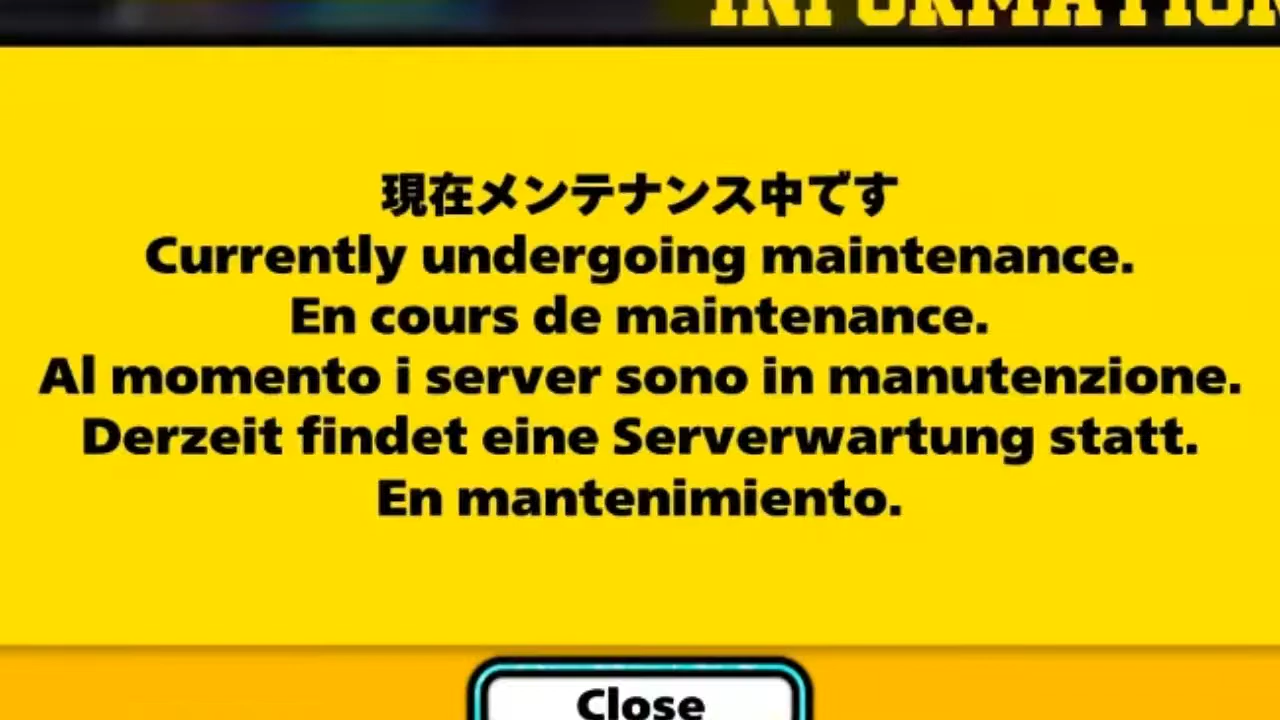 INFORMATION
現在メンテナンス中です
Currently undergoing maintenance.
En cours de maintenance.
Al momento i server sono in manutenzione.
Derzeit findet eine Serverwartung statt.
En mantenimiento.
Close